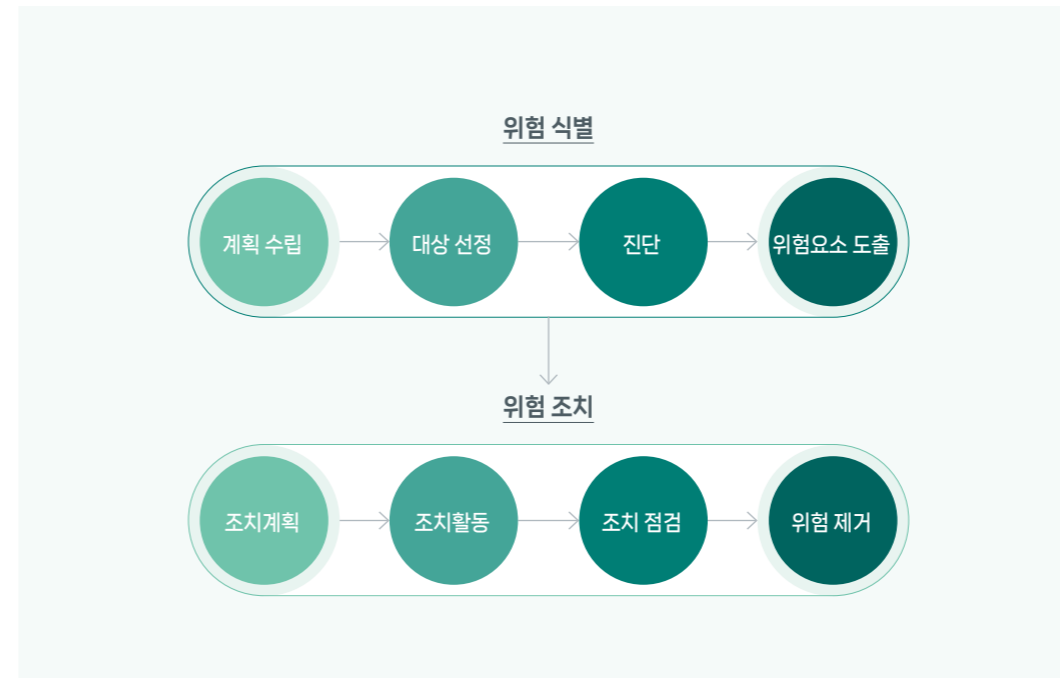 위험 식별
계획 수립
대상 선정
진단
위험요소 도출
위험 조치
조치계획
조치활동
조치 점검
위험 제거